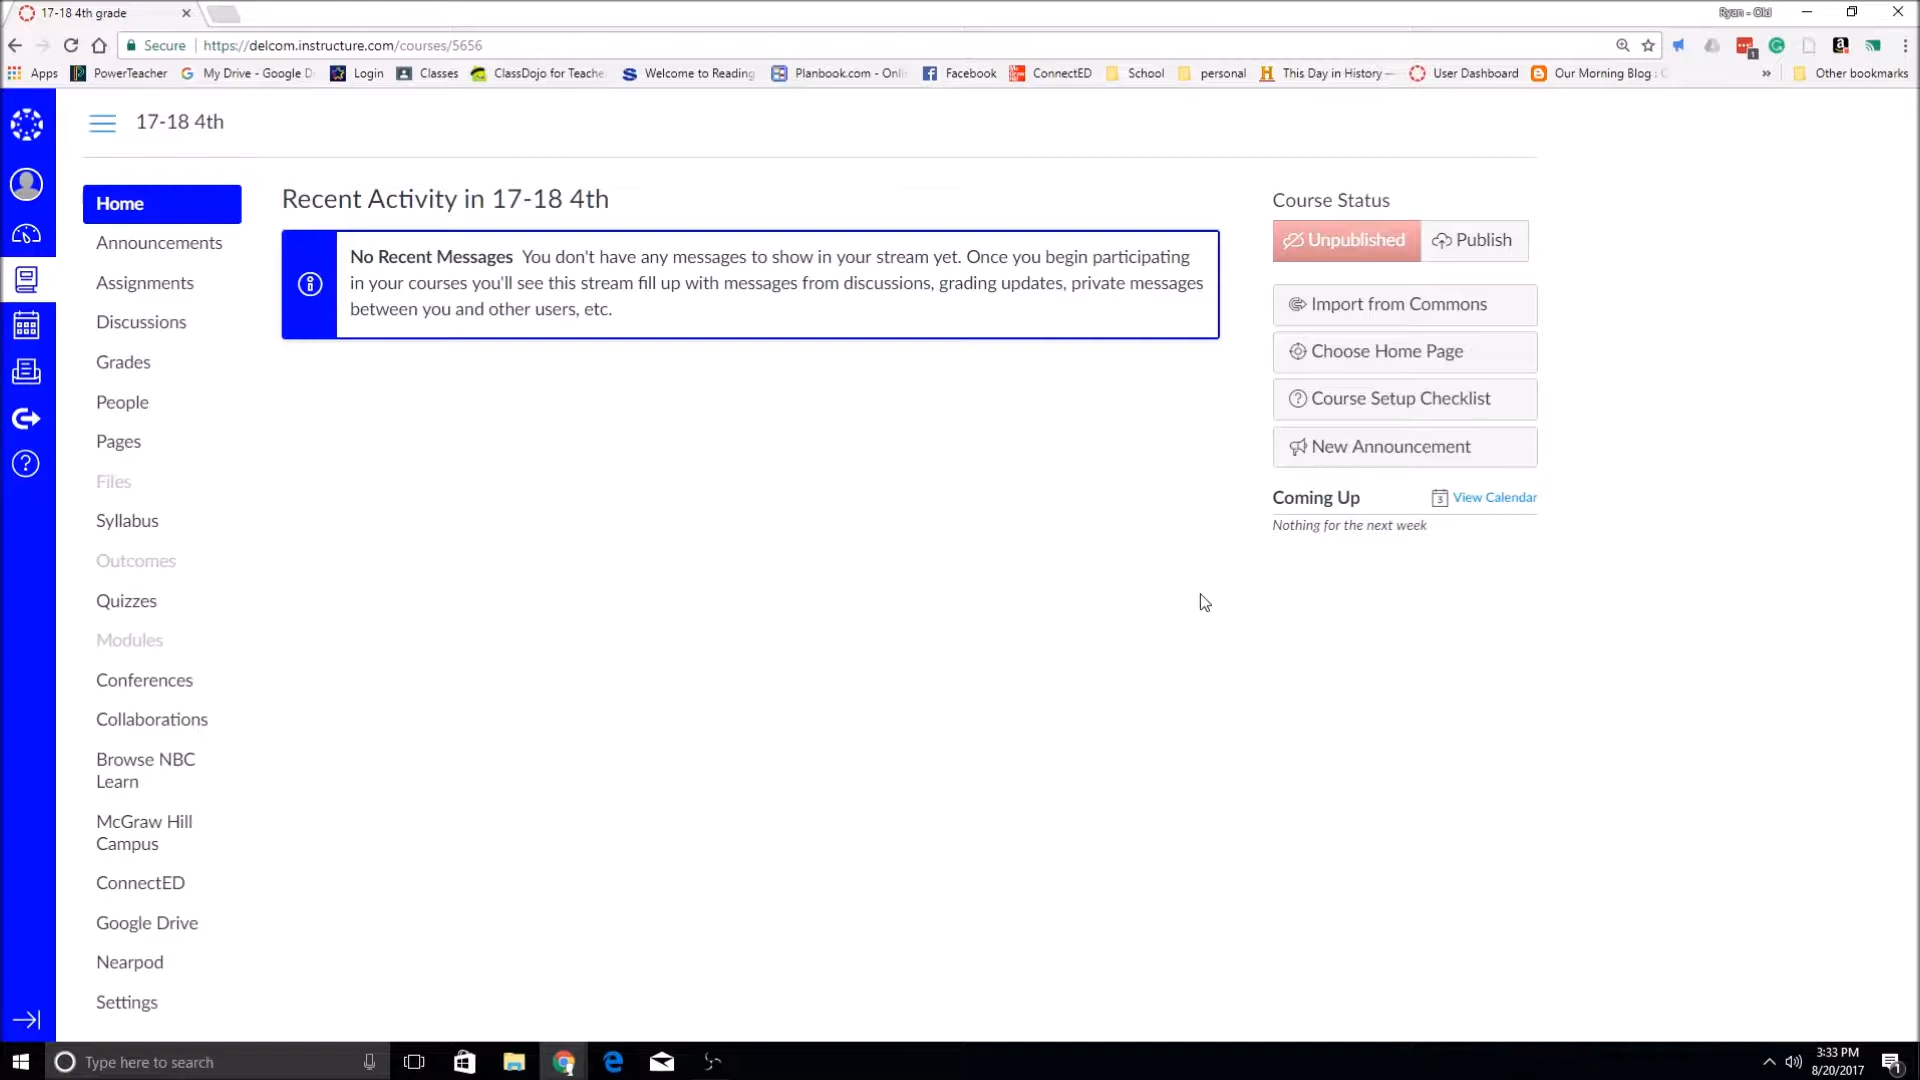 17-18 4th grade
Ryan - Old
Secure
https://delcom.instructure.com/courses/5656
Apps
PowerTeacher
My Drive - Google D
Login
Classes
ClassDojo for Teache
Welcome to Reading
Planbook.com - Onli
Facebook
ConnectED
School
personal
This Day in History —
User Dashboard
Our Morning Blog :
Other bookmarks
17-18 4th
Home
Announcements
Assignments
Discussions
Grades
People
Pages
Files
Syllabus
Outcomes
Quizzes
Modules
Conferences
Collaborations
Browse NBC
Learn
McGraw Hill
Campus
ConnectED
Google Drive
Nearpod
Settings
Recent Activity in 17-18 4th
No Recent Messages You don't have any messages to show in your stream yet. Once you begin participating
in your courses you'll see this stream fill up with messages from discussions, grading updates, private messages
between you and other users, etc.
Course Status
Unpublished
Publish
Import from Commons
Choose Home Page
Course Setup Checklist
New Announcement
Coming Up
View Calendar
Nothing for the next week
Type here to search
3:33 PM
8/20/2017